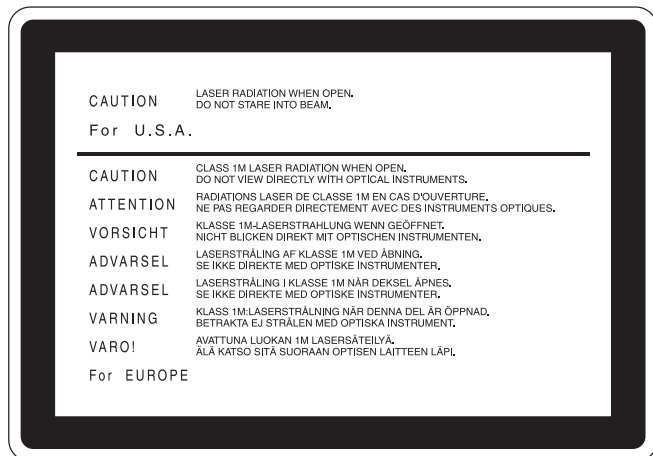 CAUTION LASER RADIATION WHEN OPEN.
DO NOT STARE INTO BEAM.
For U.S.A.
CAUTION CLASS 1M LASER RADIATION WHEN OPEN.
DO NOT VIEW DIRECTLY WITH OPTICAL INSTRUMENTS.
ATTENTION RADIATIONS LASER DE CLASSE 1M EN CAS D'OUVERTURE.
NE PAS REGARDER DIRECTEMENT AVEC DES INSTRUMENTS OPTIQUES.
VORSICHT KLASSE 1M-LASERSTRAHLUNG WENN GEÖFFNET.
NICHT BLICKEN DIREKT MIT OPTISCHEN INSTRUMENTEN.
ADVARSEL LASERSTRÅLING AF KLASSE 1M VED ÅBNING.
SE IKKE DIREKTE MED OPTISKE INSTRUMENTER.
ADVARSEL LASERSTRÅLING I KLASSE 1M NÅR DEKSEL ÅPNES.
SE IKKE DIREKTE MED OPTISKE INSTRUMENTER.
VARNING KLASS 1M:LASERSTRÅLNING NÄR DENNA DEL ÄR ÖPPNAD.
BETRAKTA EJ STRÅLEN MED OPTISKA INSTRUMENT.
VARO! AVATTUNA LUOKAN 1M LASERSÄTEILYÄ.
ÄLÄ KATSO SITÄ SUORAAN OPTISEN LAITTEEN LÄPI.
For EUROPE